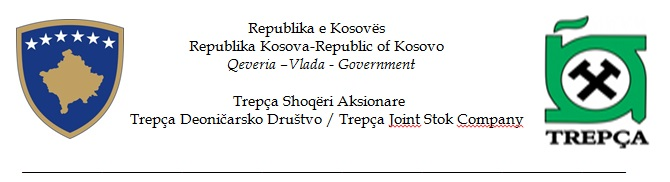 Republika e Kosovës
Republika Kosova-Republic of Kosovo
Qeveria –Vlada - Government
Trepça Shoqëri Aksionare
Trepça Deoničarsko Društvo / Trepça Joint Stok Company
TREPÇA